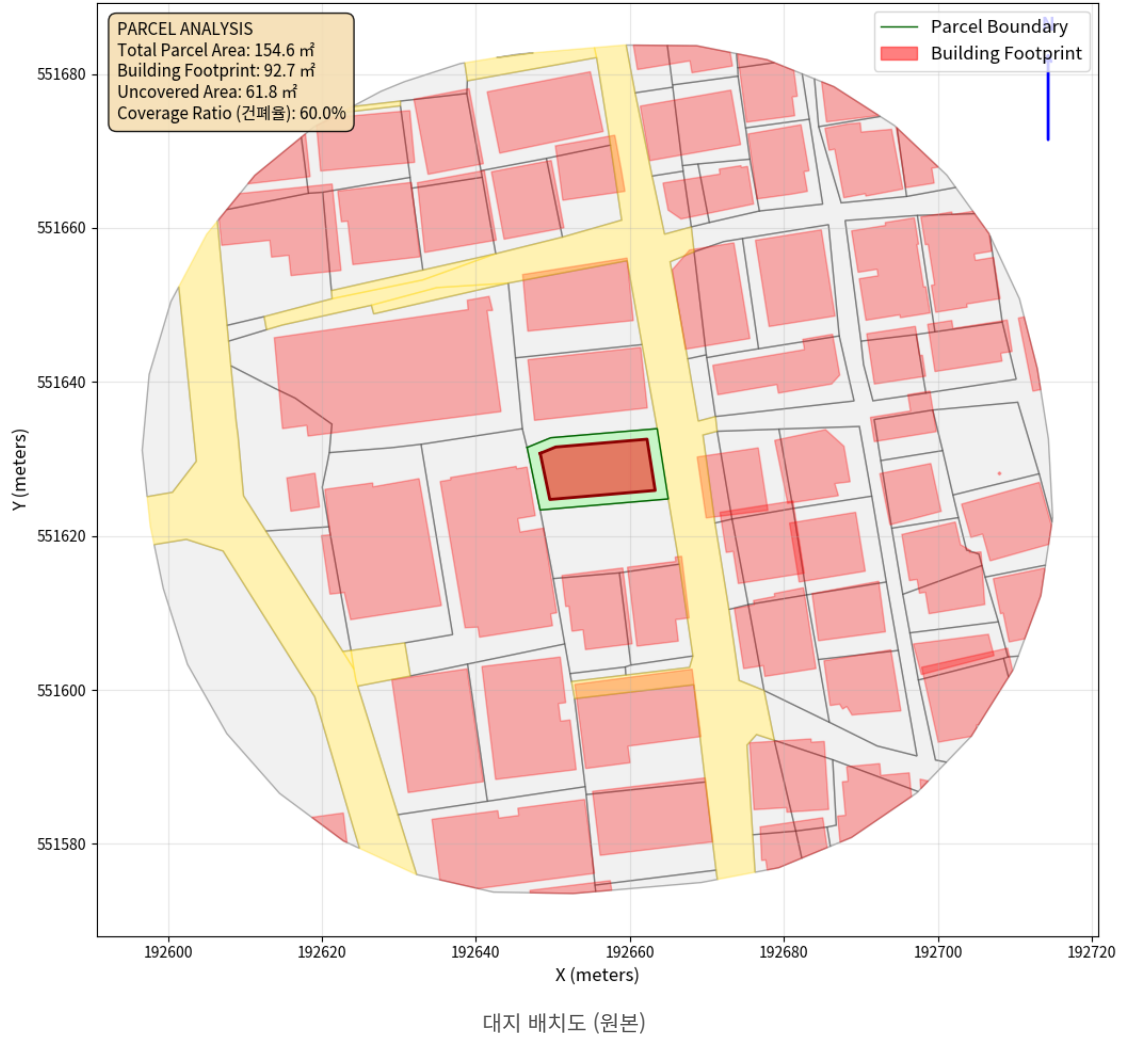 PARCEL ANALYSIS
Total Parcel Area: 154.6 ㎡
Building Footprint: 92.7 ㎡
Uncovered Area: 61.8 ㎡
Coverage Ratio (건폐율): 60.0%
Parcel Boundary
Building Footprint
N
551680
551660
551640
551620
551600
551580
Y (meters)
192600
192620
192640
192660
192680
192700
192720
X (meters)
대지 배치도 (원본)